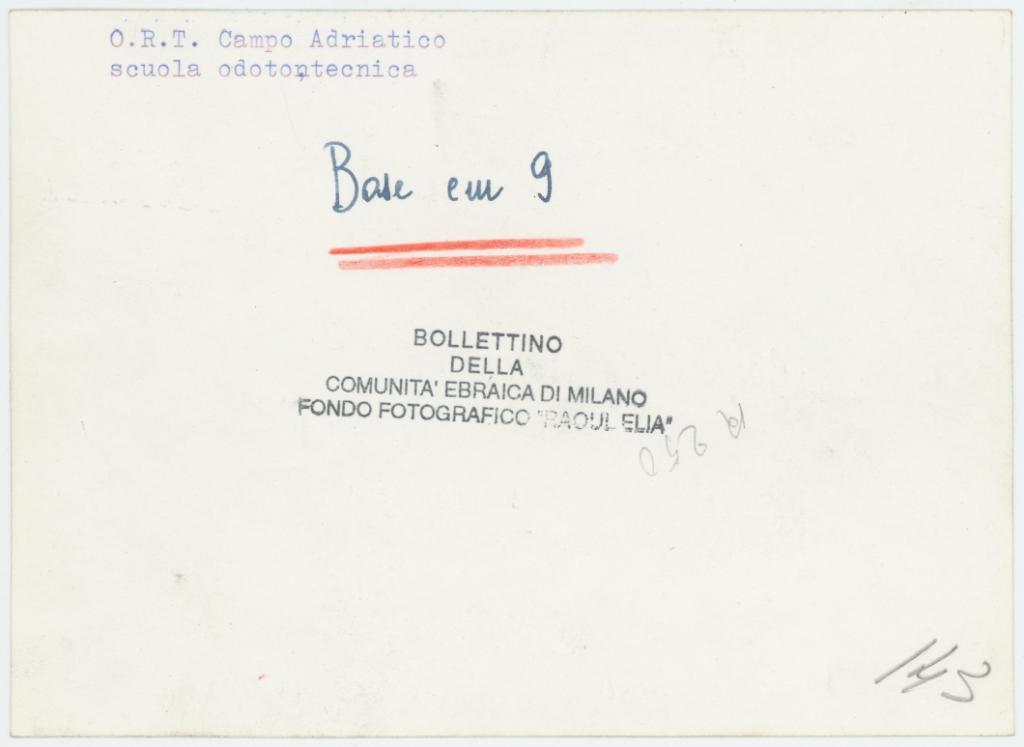 O.R.T. Campo Adriatico
scuola odotontecnica
Base cm 9
BOLLETTINO
DELLA
COMUNITA' EBRAICA DI MILANO
FONDO FOTOGRAFICO "RAOUL ELIA"
143